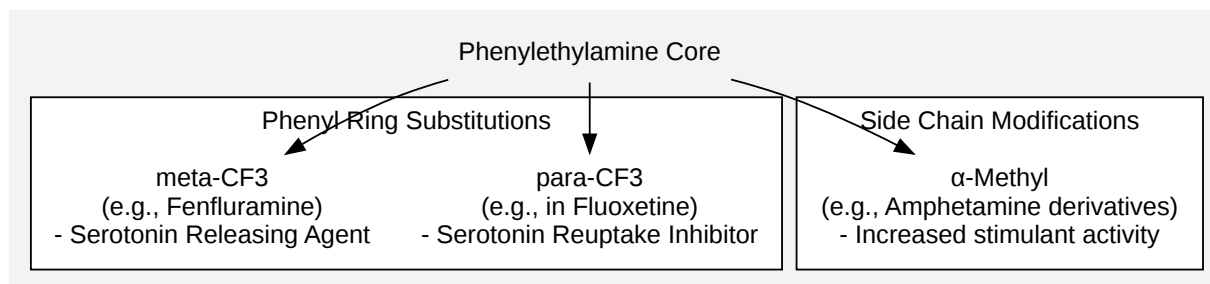 Phenylethylamine Core
Phenyl Ring Substitutions
meta-CF3
(e.g., Fenfluramine)
- Serotonin Releasing Agent
para-CF3
(e.g., in Fluoxetine)
- Serotonin Reuptake Inhibitor
Side Chain Modifications
α-Methyl
(e.g., Amphetamine derivatives)
- Increased stimulant activity